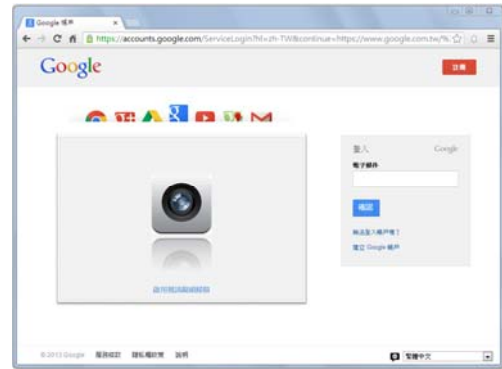 Google 帳戶
https://accounts.google.com/ServiceLogin?hl=zh-TW&continue=https://www.google.com.tw/%
Google
註冊
登入 Google
電子郵件
確認
無法登入帳戶嗎？
建立 Google 帳戶
© 2013 Google 服務條款 隱私權政策 說明
繁體中文